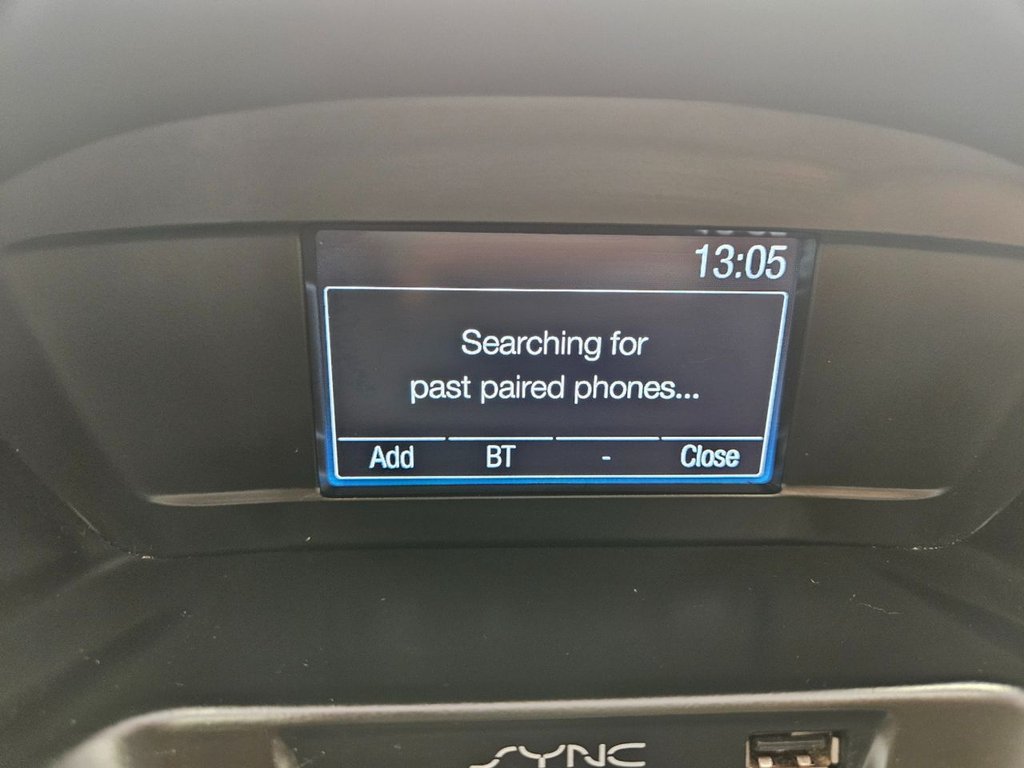 13:05
Searching for
past paired phones...
Add BT - Close
SYNC